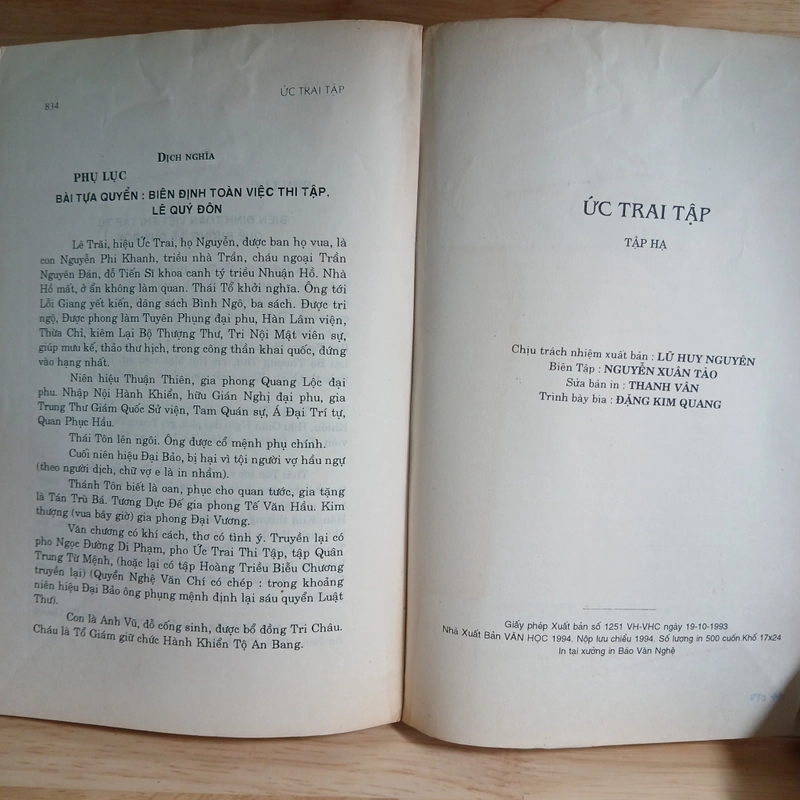 834
ỨC TRAI TẬP
DỊCH NGHĨA
PHỤ LỤC
BÀI TỰA QUYỂN : BIÊN ĐỊNH TOÀN VIỆC THI TẬP,
LÊ QUÝ ĐÔN
Lê Trãi, hiệu Ức Trai, họ Nguyễn, được ban họ vua, là
con Nguyễn Phi Khanh, triều nhà Trần, cháu ngoại Trần
Nguyên Đán, đỗ Tiến Sĩ khoa canh tý triều Nhuận Hồ. Nhà
Hồ mất, ở ẩn không làm quan. Thái Tổ khởi nghĩa. Ông tới
Lỗi Giang yết kiến, dâng sách Bình Ngô, ba sách. Được tri
ngộ, Được phong làm Tuyên Phụng đại phu, Hàn Lâm viện,
Thừa Chỉ, kiêm Lại Bộ Thượng Thư, Tri Nội Mật viên sự,
giúp mưu kế, thảo thư hịch, trong công thần khai quốc, đứng
vào hạng nhất.
Niên hiệu Thuận Thiên, gia phong Quang Lộc đại
phu. Nhập Nội Hành Khiển, hữu Gián Nghị đại phu, gia
Trung Thư Giám Quốc Sử viện, Tam Quán sự, Á Đại Trí tự,
Quan Phục Hầu.
Thái Tôn lên ngôi. Ông được cố mệnh phụ chính.
Cuối niên hiệu Đại Bảo, bị hại vì tội người vợ hầu ngự
(theo người dịch, chữ vợ e là in nhầm).
Thánh Tôn biết là oan, phục cho quan tước, gia tặng
là Tán Trù Bá. Tương Dực Đế gia phong Tế Văn Hầu. Kim
thượng (vua bây giờ) gia phong Đại Vương.
Văn chương có khí cách, thơ có tình ý. Truyền lại có
pho Ngọc Đường Di Phạm, pho Ức Trai Thi Tập, tập Quân
Trung Từ Mệnh, (hoặc lại có tập Hoàng Triều Biểu Chương
truyền lại) (Quyển Nghệ Văn Chí có chép : trong khoảng
niên hiệu Đại Bảo ông phụng mệnh định lại sáu quyển Luật
Thư).
Con là Anh Vũ, đỗ cống sinh, được bổ đồng Tri Châu.
Cháu là Tổ Giám giữ chức Hành Khiển Tộ An Bang.
ỨC TRAI TẬP
TẬP HẠ
Chịu trách nhiệm xuất bản : LỮ HUY NGUYÊN
Biên Tập : NGUYỄN XUÂN TẢO
Sửa bản in : THANH VÂN
Trình bày bìa : ĐẶNG KIM QUANG
Giấy phép Xuất bản số 1251 VH-VHC ngày 19-10-1993
Nhà Xuất Bản VĂN HỌC 1994. Nộp lưu chiểu 1994. Số lượng in 500 cuốn Khổ 17x24
In tại xưởng in Báo Văn Nghệ